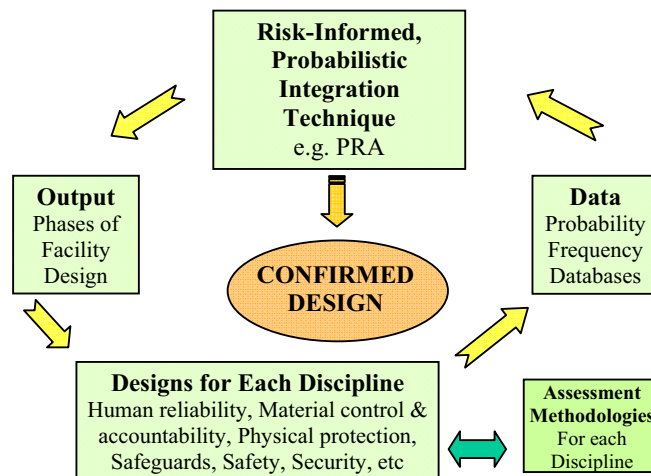 Risk-Informed,
Probabilistic
Integration
Technique
e.g. PRA
Output
Phases of
Facility
Design
Data
Probability
Frequency
Databases
CONFIRMED
DESIGN
Designs for Each Discipline
Human reliability, Material control &
accountability, Physical protection,
Safeguards, Safety, Security, etc
Assessment
Methodologies
For each
Discipline